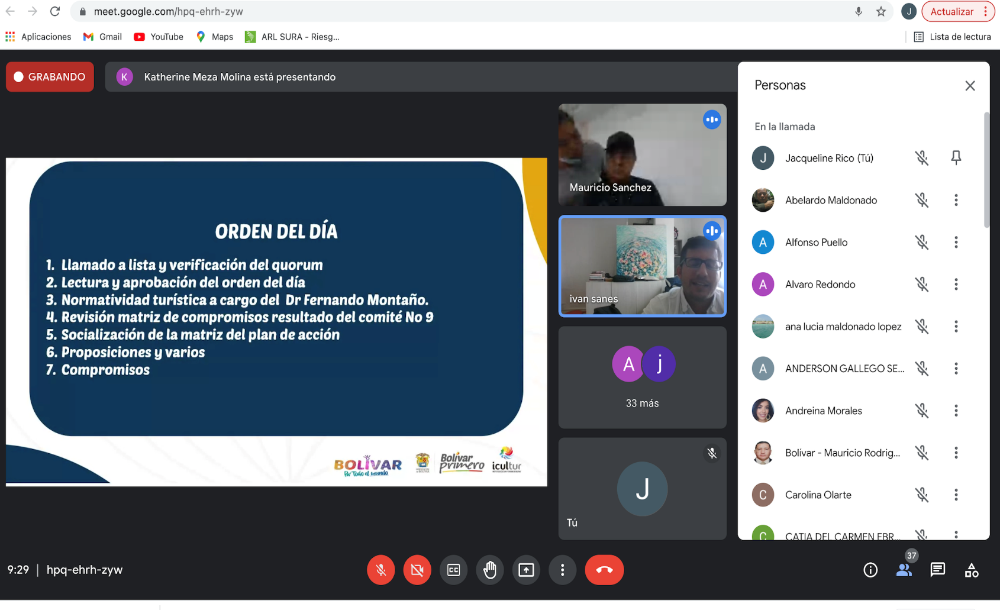 meet.google.com/hpq-ehrh-zyw
J
Actualizar
Aplicaciones
Gmail
YouTube
Maps
ARL SURA - Riesg...
Lista de lectura
GRABANDO
K
Katherine Meza Molina está presentando
ORDEN DEL DÍA
1. Llamado a lista y verificación del quorum
2. Lectura y aprobación del orden del día
3. Normatividad turística a cargo del Dr Fernando Montaño.
4. Revisión matriz de compromisos resultado del comité No 9
5. Socialización de la matriz del plan de acción
6. Proposiciones y varios
7. Compromisos
BOLÍVAR
Por Todo el mundo
Bolívar
primero
icultur
Mauricio Sanchez
ivan sanes
A
j
33 más
J
Tú
Personas
En la llamada
J
Jacqueline Rico (Tú)
Abelardo Maldonado
A
Alfonso Puello
A
Alvaro Redondo
ana lucia maldonado lopez
A
ANDERSON GALLEGO SE...
Andreina Morales
Bolívar - Mauricio Rodrig...
C
Carolina Olarte
C
CATIA DEL CARMEN EBR...
9:29
hpq-ehrh-zyw
CC
37